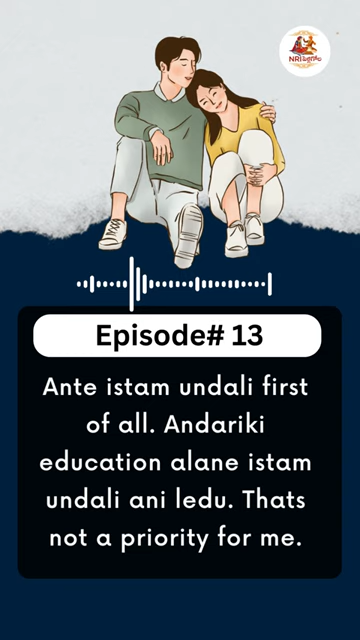 Episode# 13
Ante istam undali first
of all. Andariki
education alane istam
undali ani ledu. Thats
not a priority for me.